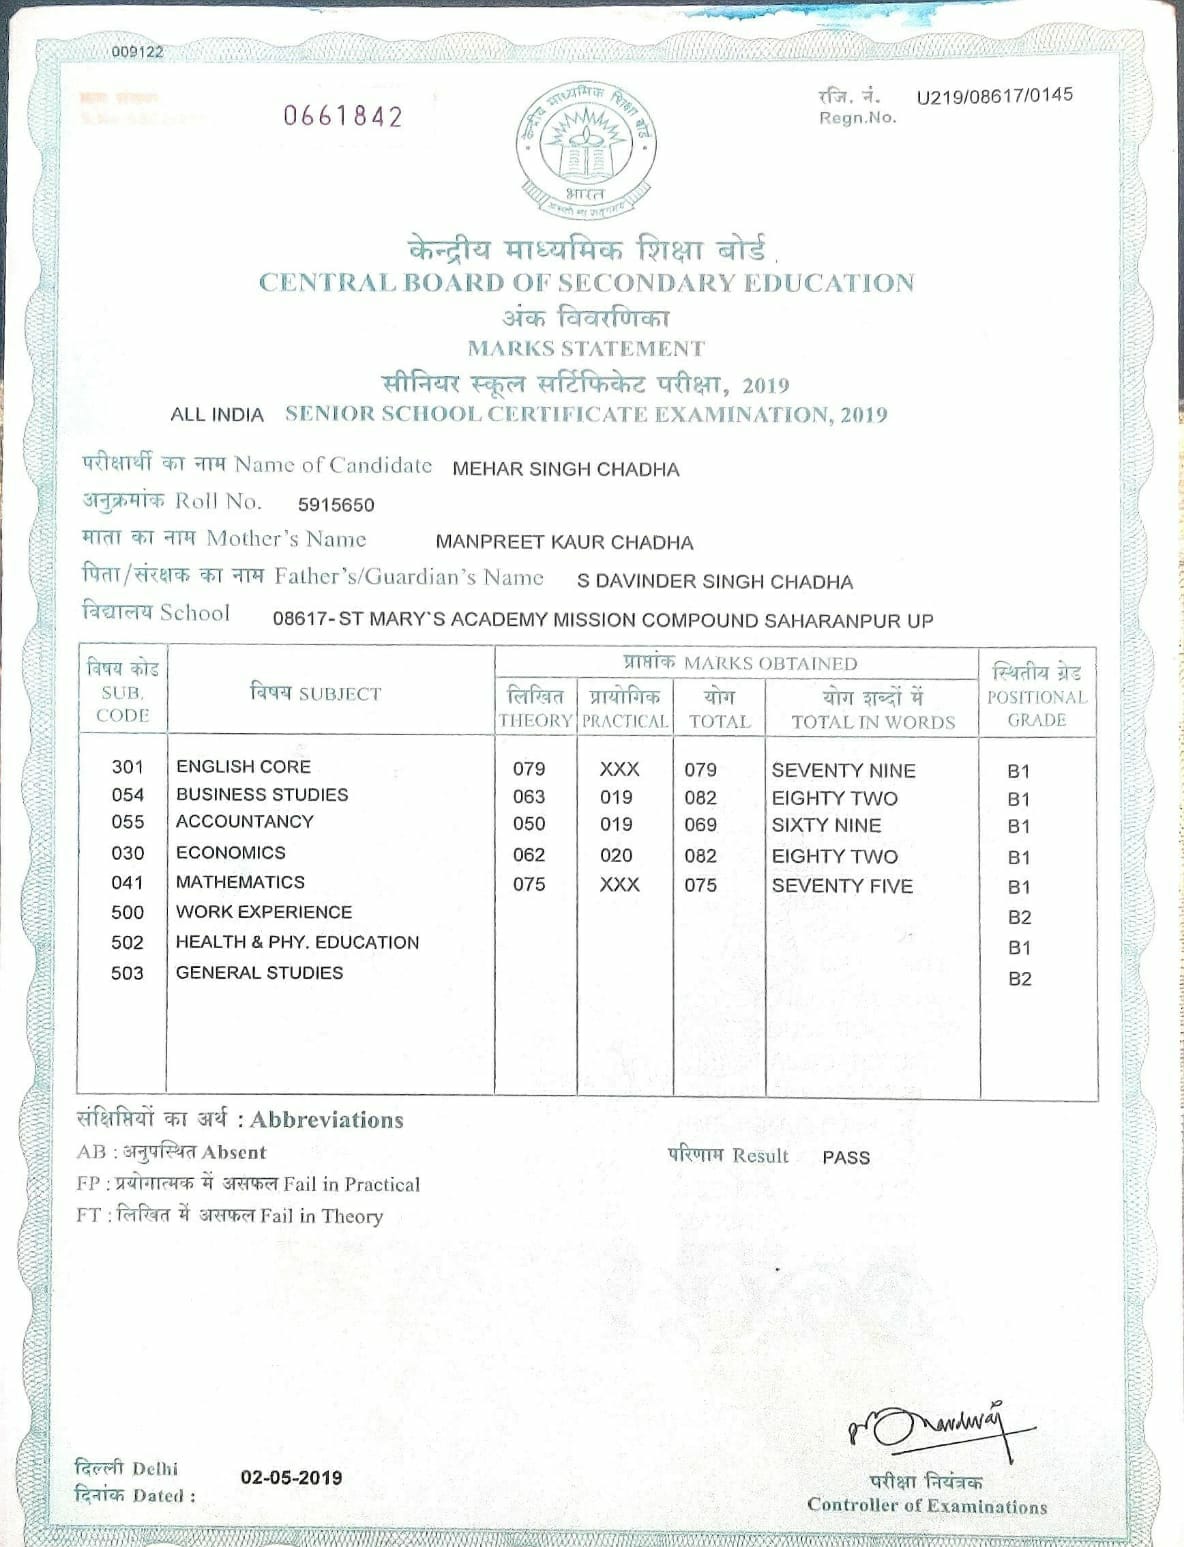 009122
0661842
रजि. नं. U219/08617/0145
Regn.No.
केन्द्रीय माध्यमिक शिक्षा बोर्ड
भारत
केन्द्रीय माध्यमिक शिक्षा बोर्ड
CENTRAL BOARD OF SECONDARY EDUCATION
अंक विवरणिका
MARKS STATEMENT
सीनियर स्कूल सर्टिफिकेट परीक्षा, 2019
ALL INDIA SENIOR SCHOOL CERTIFICATE EXAMINATION, 2019
परीक्षार्थी का नाम Name of Candidate MEHAR SINGH CHADHA
अनुक्रमांक Roll No. 5915650
माता का नाम Mother's Name MANPREET KAUR CHADHA
पिता/संरक्षक का नाम Father's/Guardian's Name S DAVINDER SINGH CHADHA
विद्यालय School 08617-ST MARY`S ACADEMY MISSION COMPOUND SAHARANPUR UP
विषय कोड SUB. CODE विषय SUBJECT प्राप्तांक MARKS OBTAINED स्थितीय ग्रेड POSITIONAL GRADE
लिखित THEORY प्रायोगिक PRACTICAL योग TOTAL योग शब्दों में TOTAL IN WORDS
301 ENGLISH CORE 079 XXX 079 SEVENTY NINE B1
054 BUSINESS STUDIES 063 019 082 EIGHTY TWO B1
055 ACCOUNTANCY 050 019 069 SIXTY NINE B1
030 ECONOMICS 062 020 082 EIGHTY TWO B1
041 MATHEMATICS 075 XXX 075 SEVENTY FIVE B1
500 WORK EXPERIENCE B2
502 HEALTH & PHY. EDUCATION B1
503 GENERAL STUDIES B2
संक्षिप्तियों का अर्थ : Abbreviations
AB : अनुपस्थित Absent
परिणाम Result PASS
FP : प्रयोगात्मक में असफल Fail in Practical
FT : लिखित में असफल Fail in Theory
दिल्ली Delhi
दिनांक Dated : 02-05-2019
परीक्षा नियंत्रक
Controller of Examinations